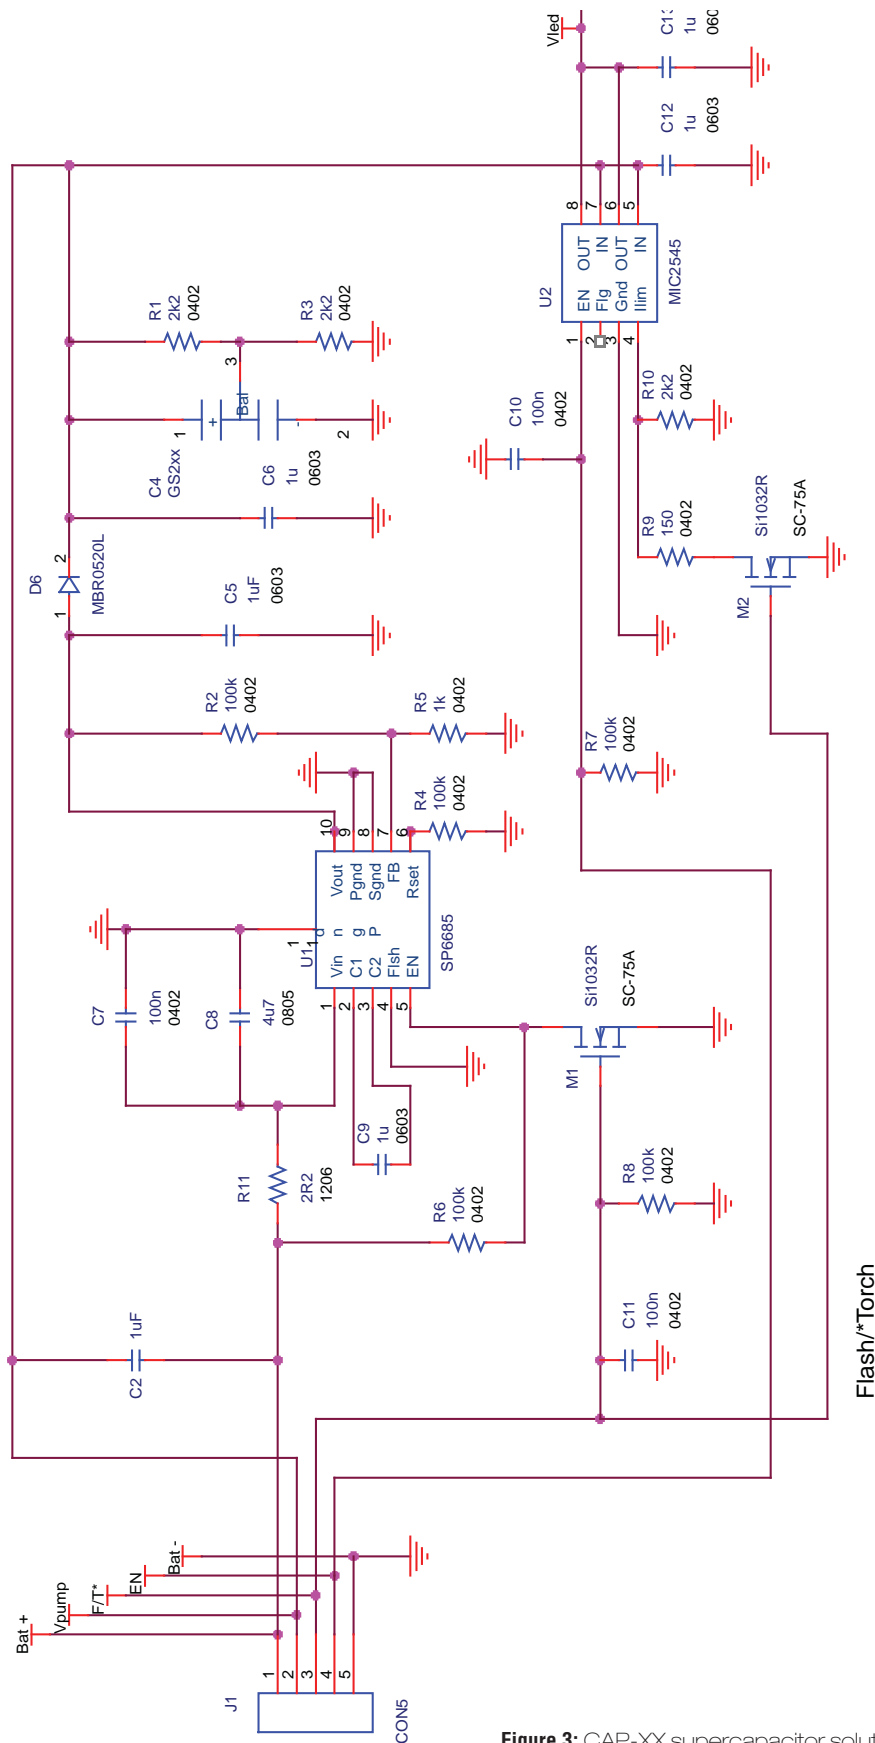 Vled
C13
1u
060
C12
1u
0603
8
7
6
5
OUT
IN
OUT
IN
EN
Flg
Gnd
Ilim
U2
MIC2545
1
2
3
4
R1
2k2
0402
R3
2k2
0402
3
Bal
+
-
1
2
C4
GS2xx
C6
1u
0603
C10
100n
0402
R10
2k2
0402
R9
150
0402
Si1032R
SC-75A
M2
D6
2
1
MBR0520L
C5
1uF
0603
R2
100k
0402
R5
1k
0402
R7
100k
0402
R4
100k
0402
10
9
8
7
6
Vout
Pgnd
Sgnd
FB
Rset
11
d
n
g
P
U1
Vin
C1
C2
Flsh
EN
SP6685
1
2
3
4
5
C7
100n
0402
C8
4u7
0805
C9
1u
0603
Si1032R
SC-75A
M1
R11
2R2
1206
R6
100k
0402
R8
100k
0402
C2
1uF
C11
100n
0402
Flash/*Torch
Bat +
Vpump
F/T*
EN
Bat -
J1
1
2
3
4
5
CON5
Figure 3: CAP-XX supercapacitor solut